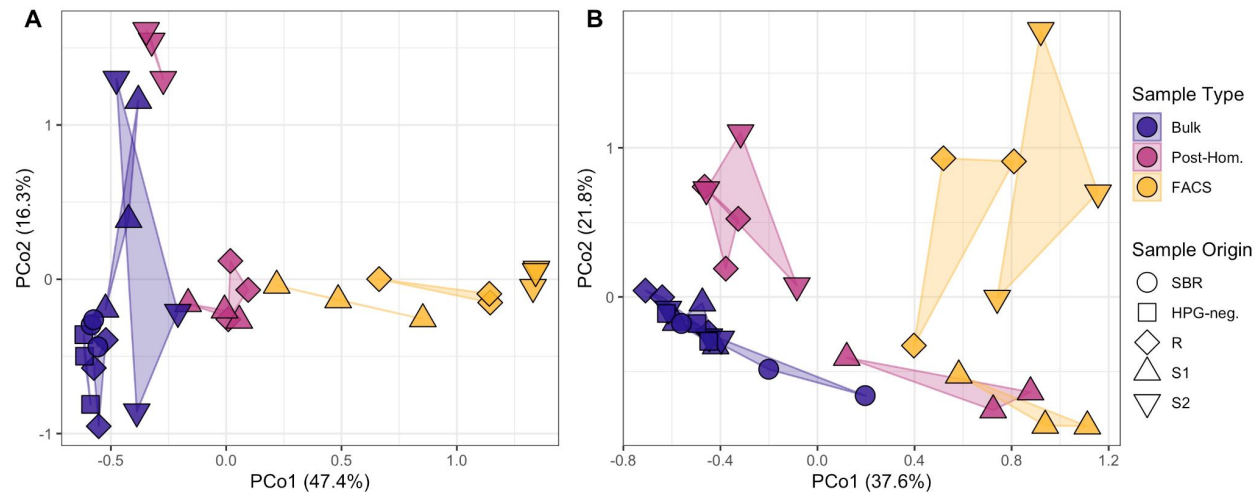 A
PCo2 (16.3%)
1
0
-1
-0.5
0.0
0.5
1.0
PCo1 (47.4%)
B
PCo2 (21.8%)
1
0
-0.8
-0.4
0.0
0.4
0.8
1.2
PCo1 (37.6%)
Sample Type
Bulk
Post-Hom.
FACS
Sample Origin
SBR
HPG-neg.
R
S1
S2